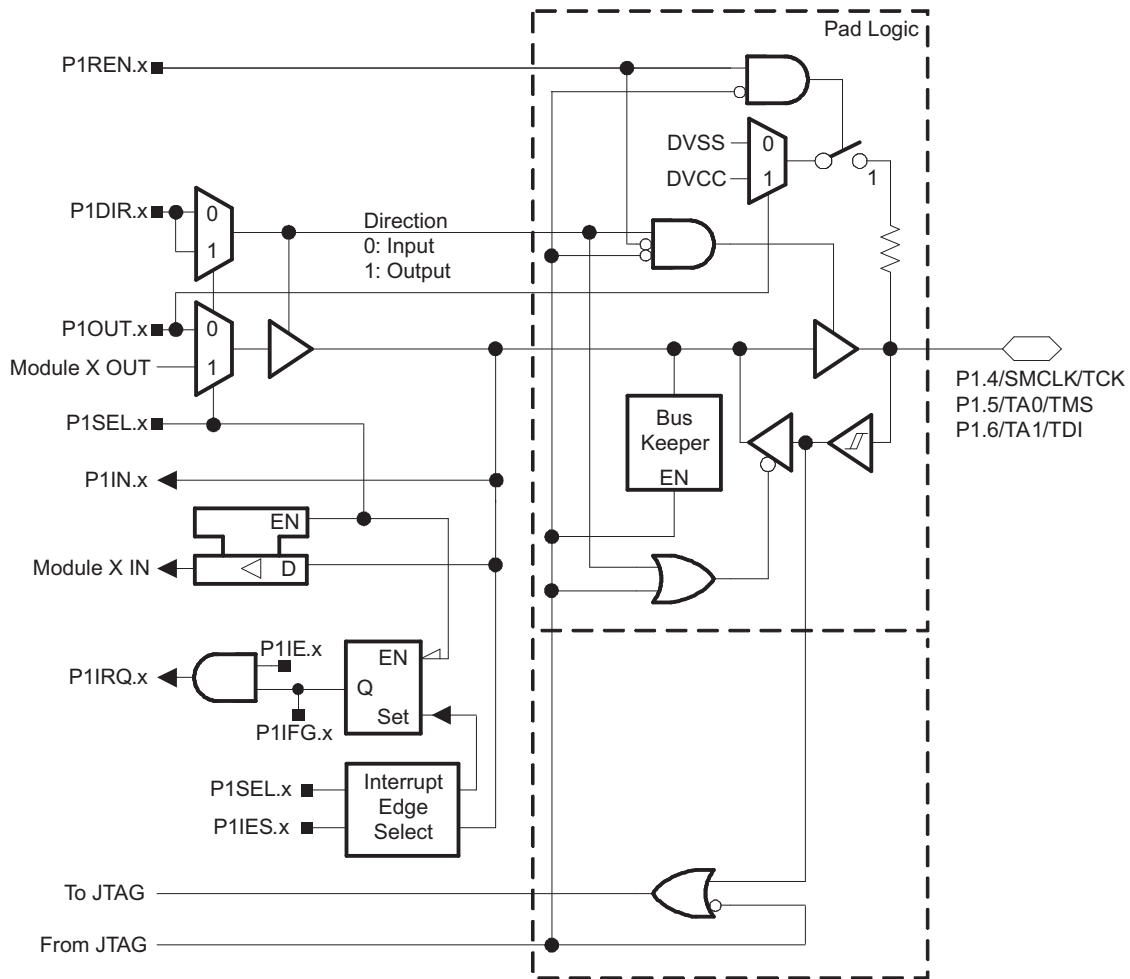 Pad Logic
P1REN.x
DVSS
0
DVCC
1
1
P1DIR.x
0
1
Direction
0: Input
1: Output
P1OUT.x
0
Module X OUT
1
P1.4/SMCLK/TCK
P1.5/TA0/TMS
P1.6/TA1/TDI
P1SEL.x
Bus
Keeper
EN
P1IN.x
EN
Module X IN
D
P1IE.x
P1IRQ.x
EN
Q
Set
P1IFG.x
P1SEL.x
P1IES.x
Interrupt
Edge
Select
To JTAG
From JTAG